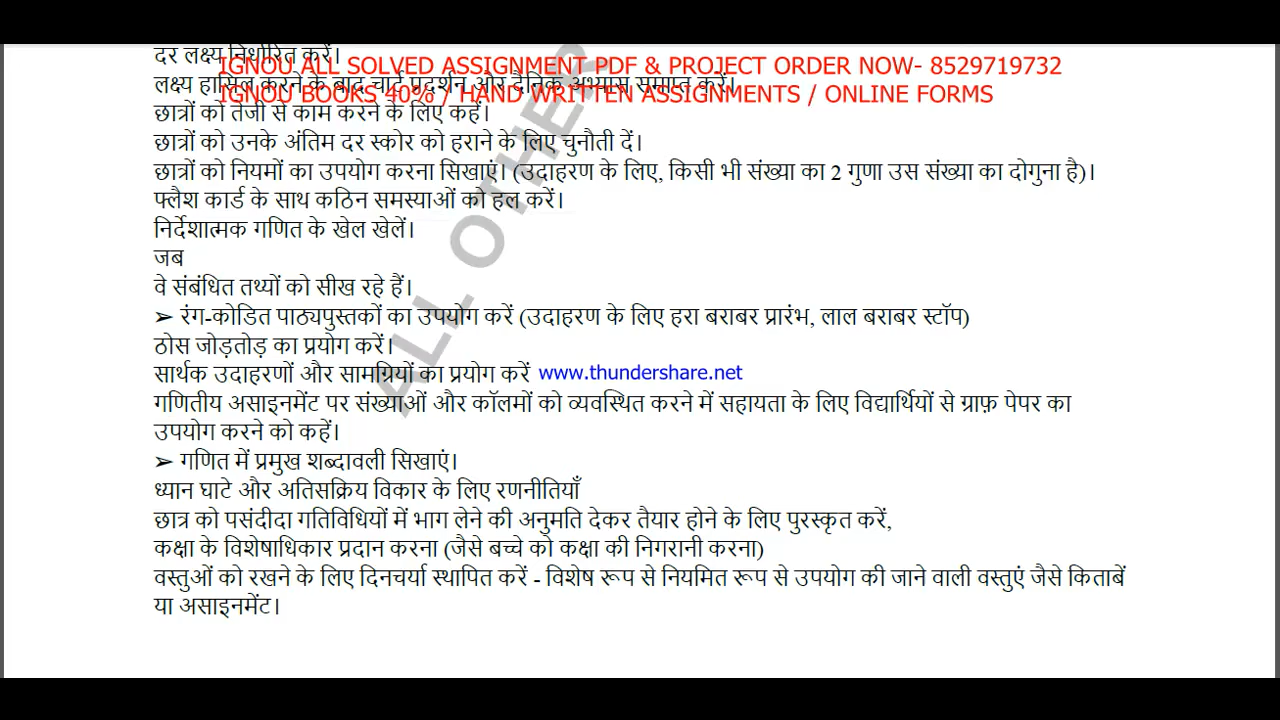 दर लक्ष्य निर्धारित करें।
IGNOU ALL SOLVED ASSIGNMENT PDF & PROJECT ORDER NOW- 8529719732
लक्ष्य हासिल करने के बाद चार्ट प्रदर्शन और दैनिक अभ्यास समाप्त करें।
IGNOU BOOKS 40% / HAND WRITTEN ASSIGNMENTS / ONLINE FORMS
छात्रों को तेजी से काम करने के लिए कहें।
छात्रों को उनके अंतिम दर स्कोर को हराने के लिए चुनौती दें।
छात्रों को नियमों का उपयोग करना सिखाएं। (उदाहरण के लिए, किसी भी संख्या का 2 गुणा उस संख्या का दोगुना है)।
फ्लैश कार्ड के साथ कठिन समस्याओं को हल करें।
निर्देशात्मक गणित के खेल खेलें।
जब
वे संबंधित तथ्यों को सीख रहे हैं।
➢ रंग-कोडित पाठ्यपुस्तकों का उपयोग करें (उदाहरण के लिए हरा बराबर प्रारंभ, लाल बराबर स्टॉप)
ठोस जोड़तोड़ का प्रयोग करें।
सार्थक उदाहरणों और सामग्रियों का प्रयोग करें www.thundershare.net
गणितीय असाइनमेंट पर संख्याओं और कॉलमों को व्यवस्थित करने में सहायता के लिए विद्यार्थियों से ग्राफ़ पेपर का
उपयोग करने को कहें।
➢ गणित में प्रमुख शब्दावली सिखाएं।
ध्यान घाटे और अतिसक्रिय विकार के लिए रणनीतियाँ
छात्र को पसंदीदा गतिविधियों में भाग लेने की अनुमति देकर तैयार होने के लिए पुरस्कृत करें,
कक्षा के विशेषाधिकार प्रदान करना (जैसे बच्चे को कक्षा की निगरानी करना)
वस्तुओं को रखने के लिए दिनचर्या स्थापित करें - विशेष रूप से नियमित रूप से उपयोग की जाने वाली वस्तुएं जैसे किताबें
या असाइनमेंट।
ALL OTHER